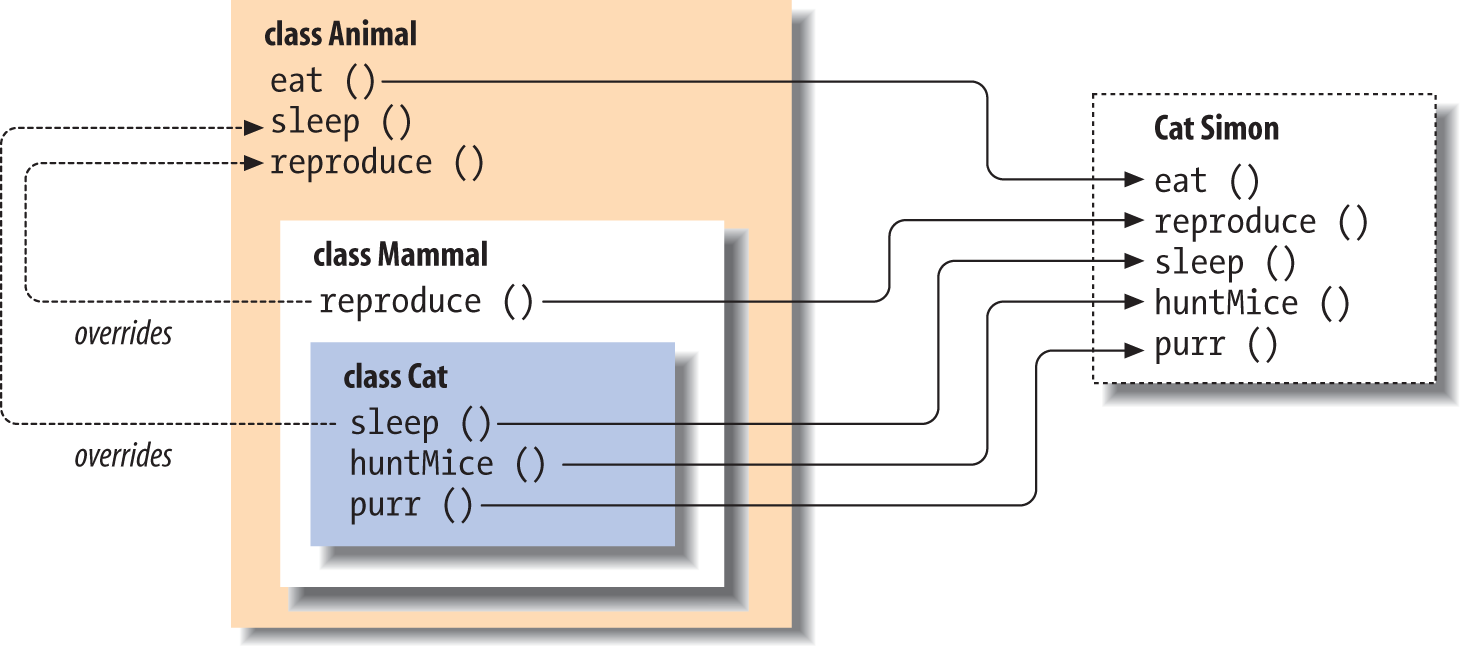 class Animal
eat ()
sleep ()
reproduce ()
class Mammal
reproduce ()
overrides
class Cat
sleep ()
overrides
huntMice ()
purr ()
Cat Simon
eat ()
reproduce ()
sleep ()
huntMice ()
purr ()